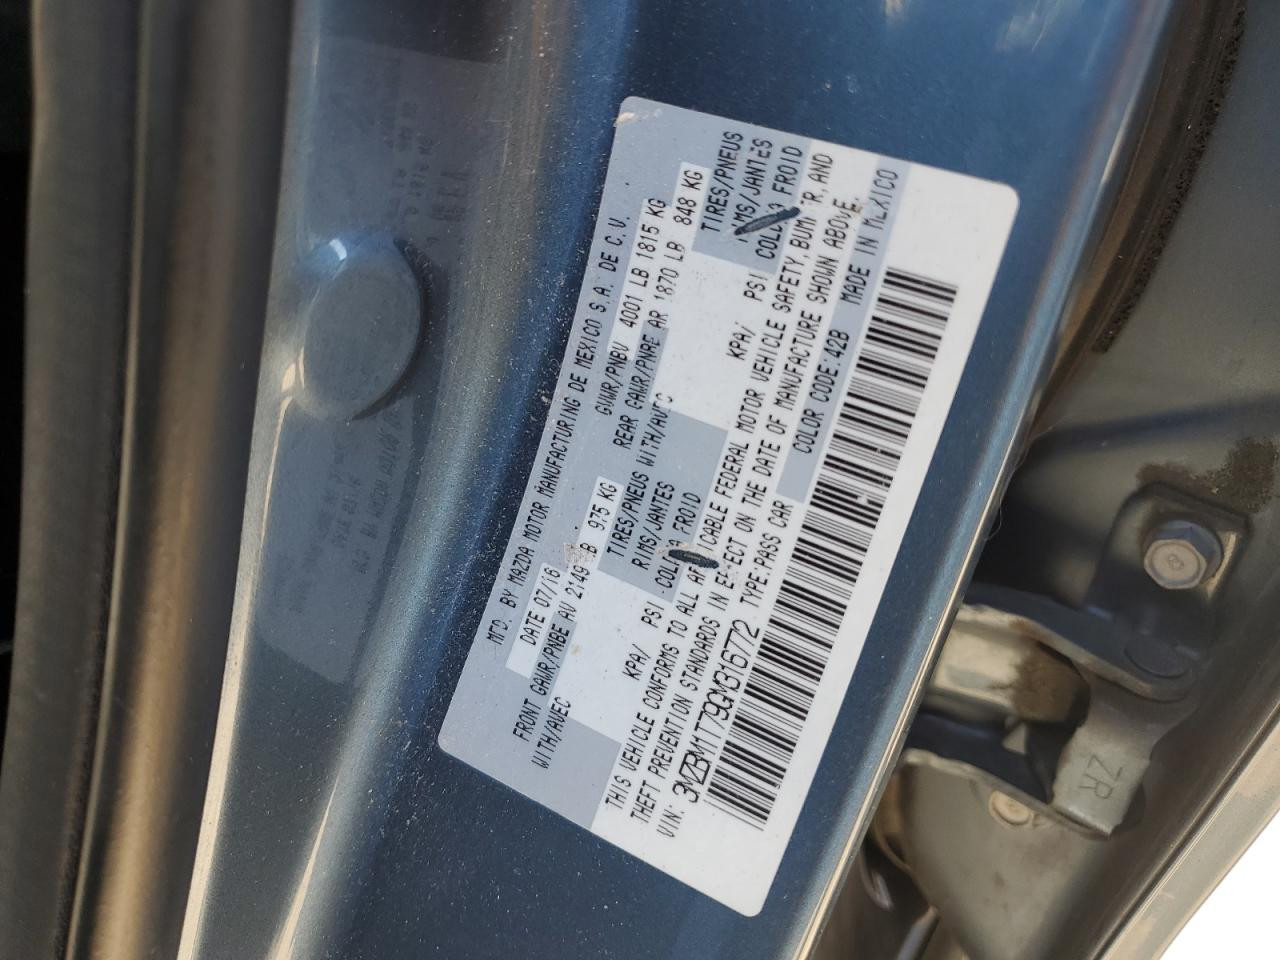 MFD. BY MAZDA MOTOR MANUFACTURING DE MEXICO S.A. DE C.V.
DATE 07/16 GVWR/PNBV 4001 LB 1815 KG
FRONT GAWR/PNBE AV 2149 LB 975 KG REAR GAWR/PNBE AR 1870 LB 848 KG
WITH/AVEC TIRES/PNEUS WITH/AVEC TIRES/PNEUS
RIMS/JANTES RIMS/JANTES
KPA/ PSI COLD/A FROID KPA/ PSI COLD/A FROID
THIS VEHICLE CONFORMS TO ALL APPLICABLE FEDERAL MOTOR VEHICLE SAFETY, BUMPER, AND
THEFT PREVENTION STANDARDS IN EFFECT ON THE DATE OF MANUFACTURE SHOWN ABOVE.
VIN: 3MZBM1T79GM316772 TYPE:PASS CAR COLOR CODE:42B MADE IN MEXICO
ZR